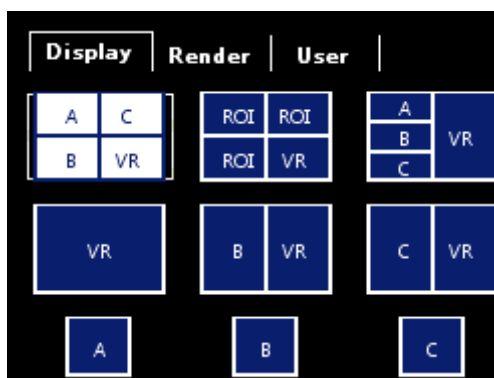 Display Render User
A C ROI ROI A
B VR
B VR ROI VR C
VR B VR C VR
A B C